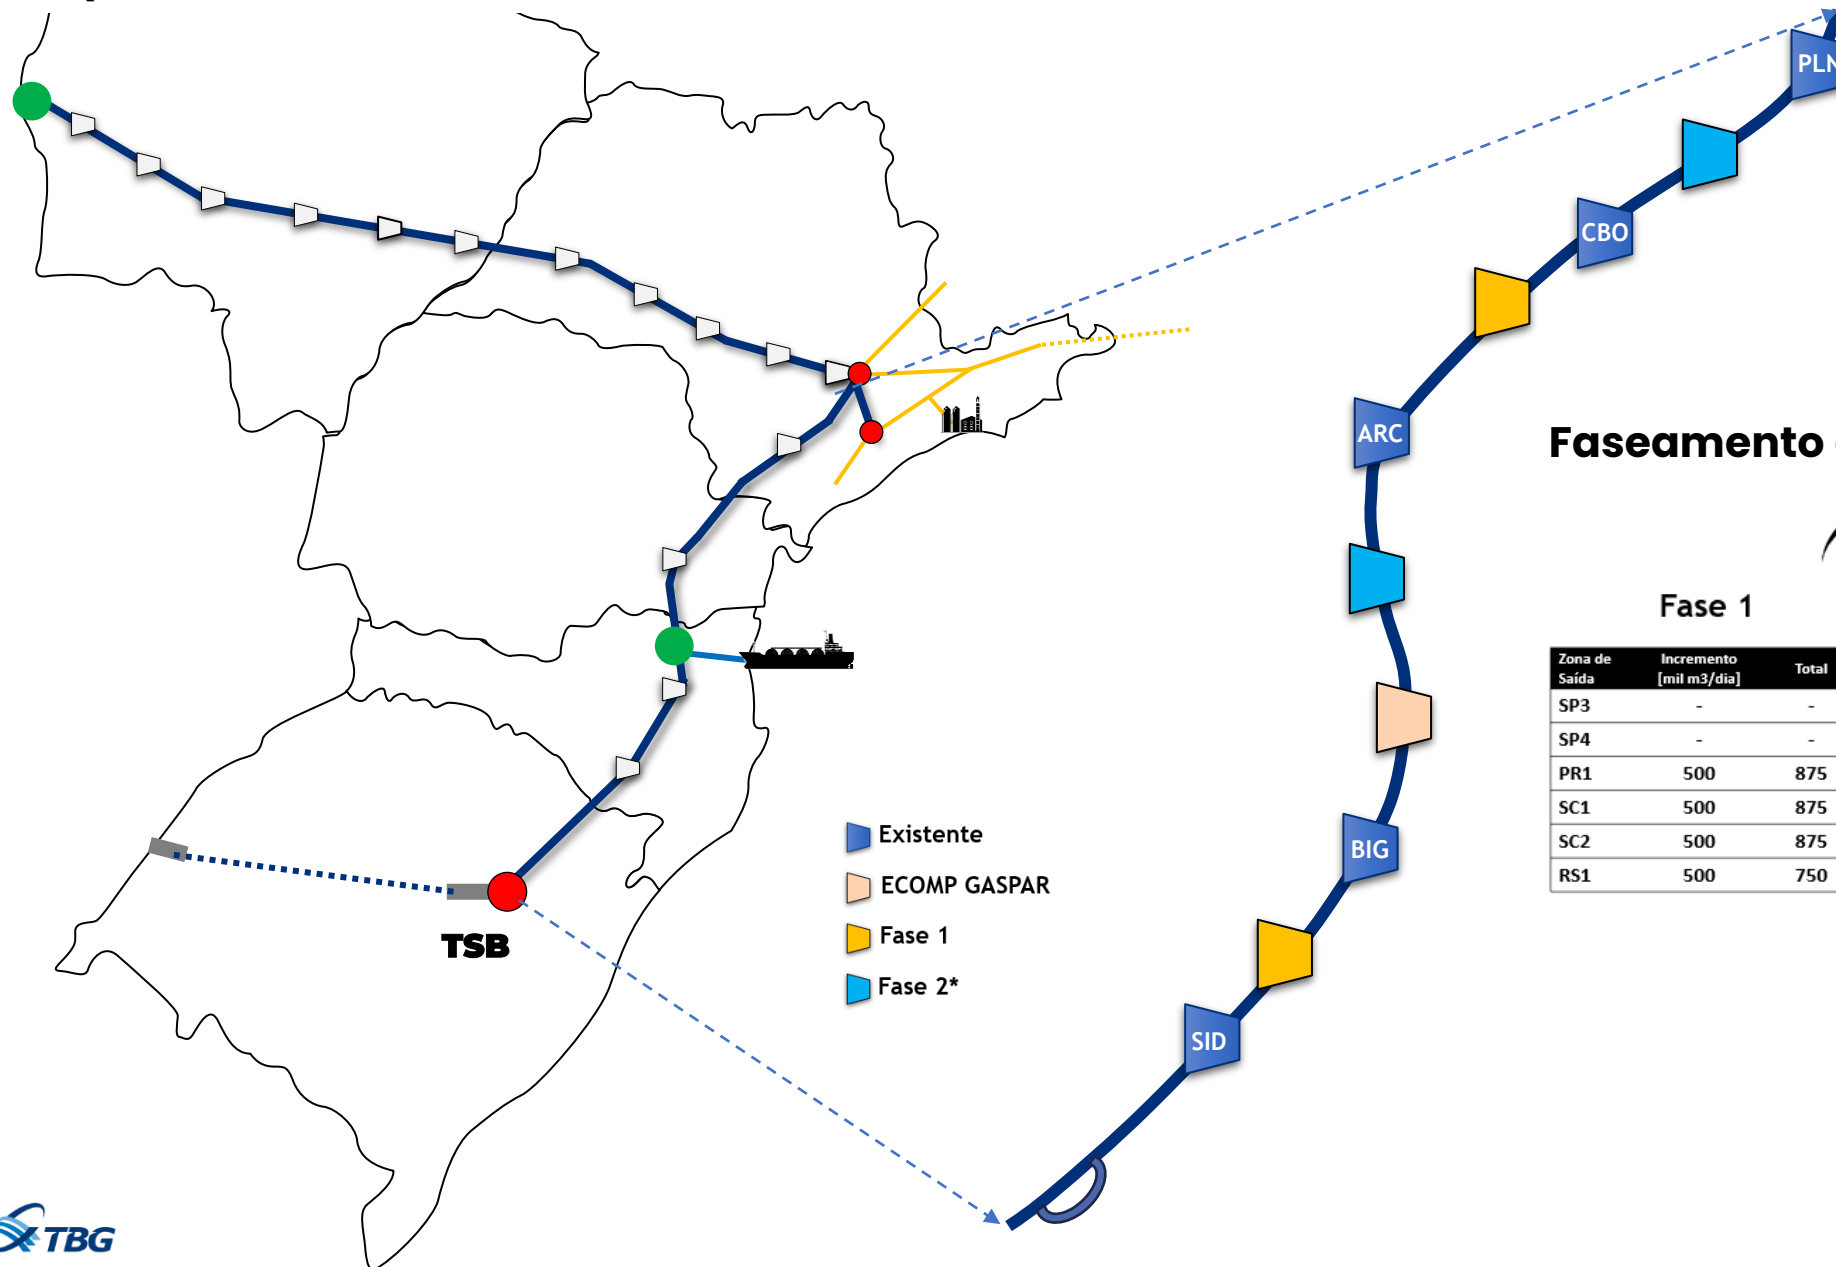 PLN
CBO
ARC
Faseamento
Fase 1
Zona de Saída Incremento [mil m3/dia] Total
SP3 - -
SP4 - -
PR1 500 875
SC1 500 875
SC2 500 875
RS1 500 750
BIG
SID
Existente
ECOMP GASPAR
Fase 1
Fase 2*
TSB
TBG